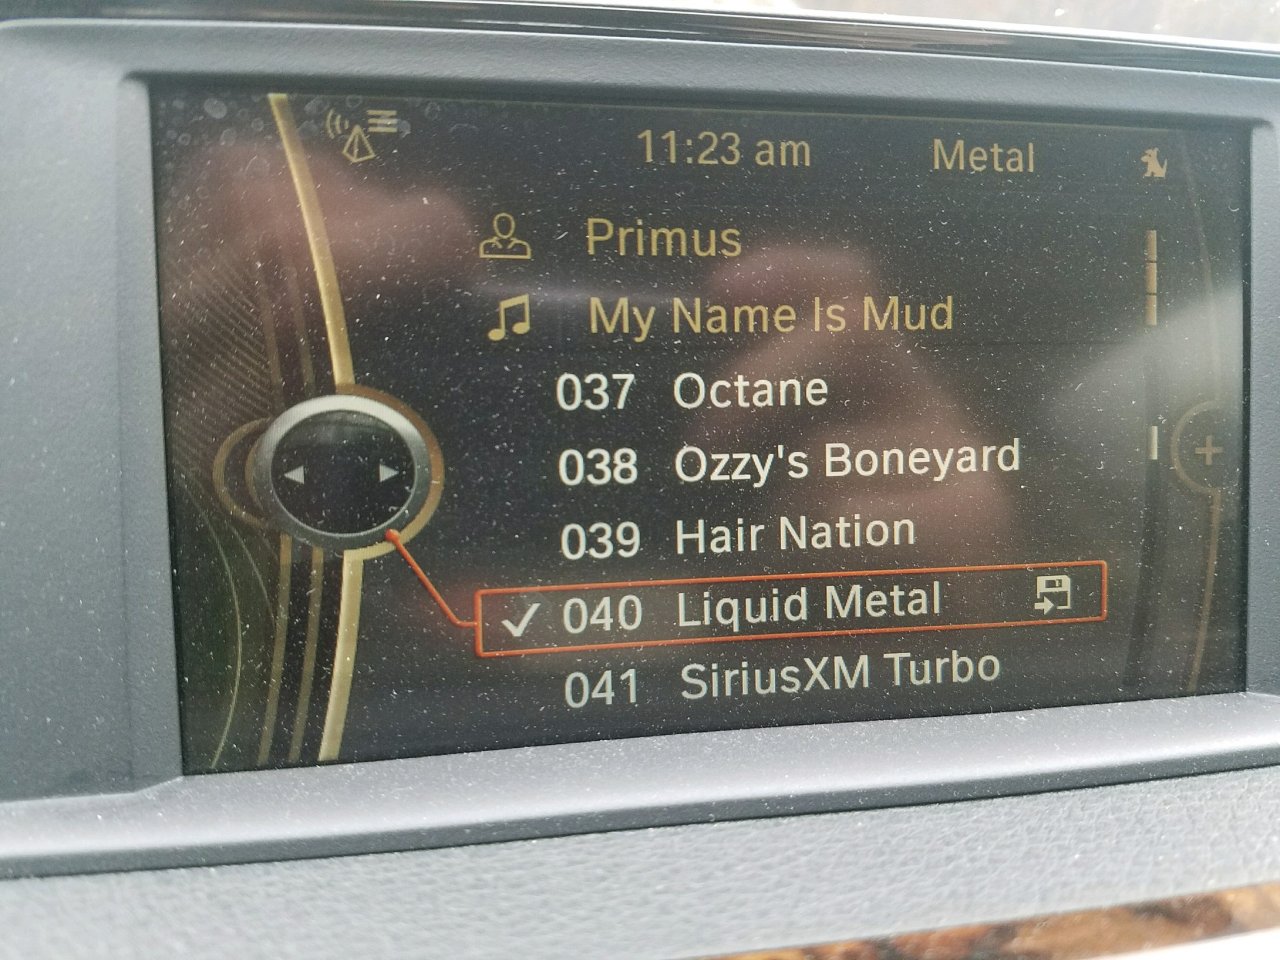 11:23 am Metal
Primus
My Name Is Mud
037 Octane
038 Ozzy's Boneyard
039 Hair Nation
040 Liquid Metal
041 SiriusXM Turbo